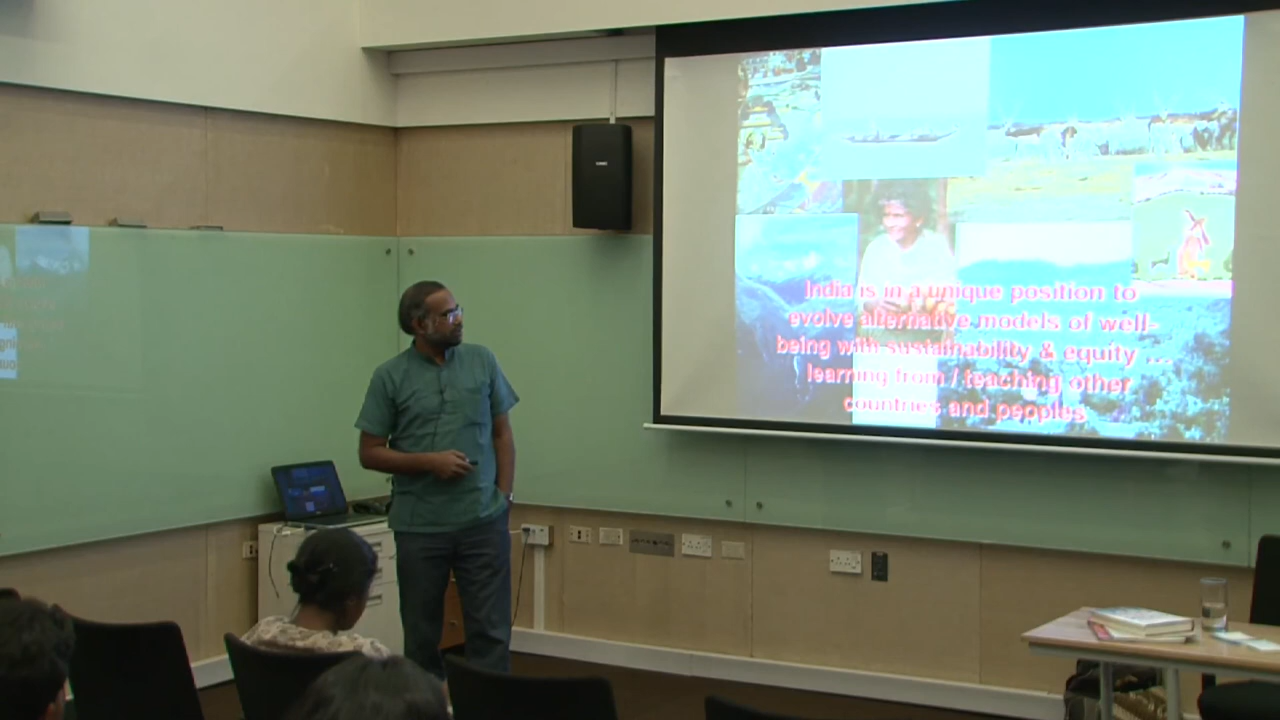 India is in a unique position to
evolve alternative models of well-
being with sustainability & equity ...
learning from / teaching other
countries and peoples